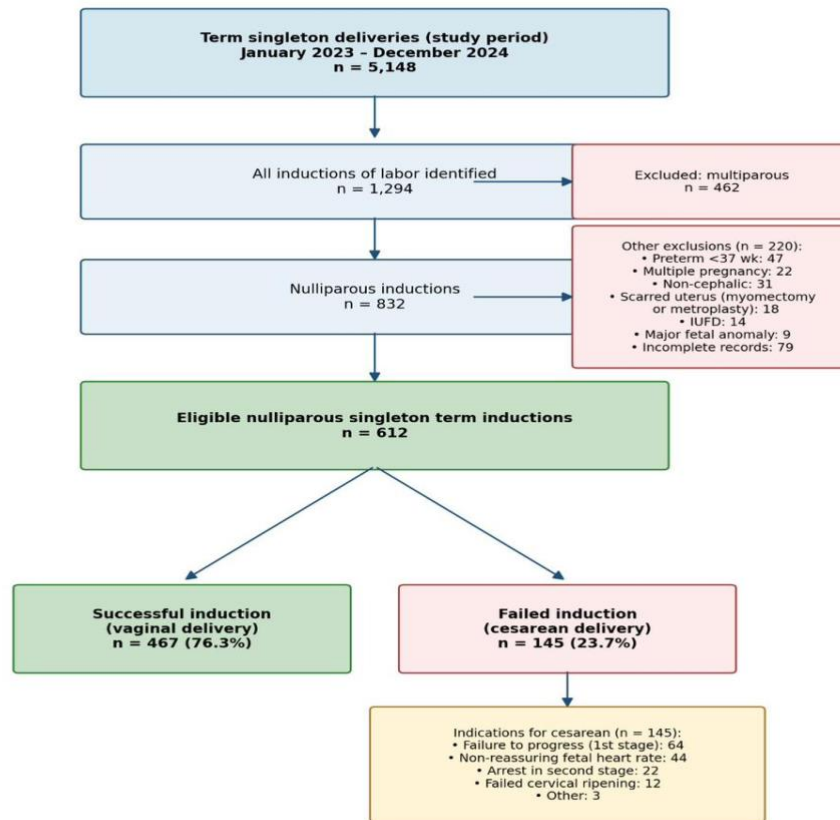 Term singleton deliveries (study period)
January 2023 – December 2024
n = 5,148
All inductions of labor identified
n = 1,294
Excluded: multiparous
n = 462
Nulliparous inductions
n = 832
Other exclusions (n = 220):
• Preterm <37 wk: 47
• Multiple pregnancy: 22
• Non-cephalic: 31
• Scarred uterus (myomectomy
or metroplasty): 18
• IUFD: 14
• Major fetal anomaly: 9
• Incomplete records: 79
Eligible nulliparous singleton term inductions
n = 612
Successful induction
(vaginal delivery)
n = 467 (76.3%)
Failed induction
(cesarean delivery)
n = 145 (23.7%)
Indications for cesarean (n = 145):
• Failure to progress (1st stage): 64
• Non-reassuring fetal heart rate: 44
• Arrest in second stage: 22
• Failed cervical ripening: 12
• Other: 3